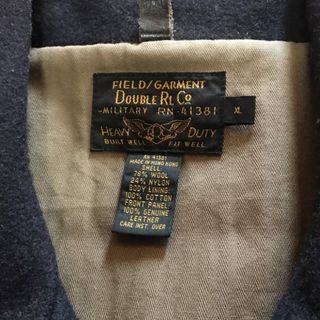 FIELD/GARMENT
DOUBLE RL CO
-MILITARY RN-41381
XL
HEAVY DUTY
BUILT WELL FIT WELL
RN 41381
MADE IN HONG KONG
SHELL:
76% WOOL
24% NYLON
BODY LINING:
100% COTTON
FRONT PANEL:
100% GENUINE
LEATHER
CARE INST. OVER